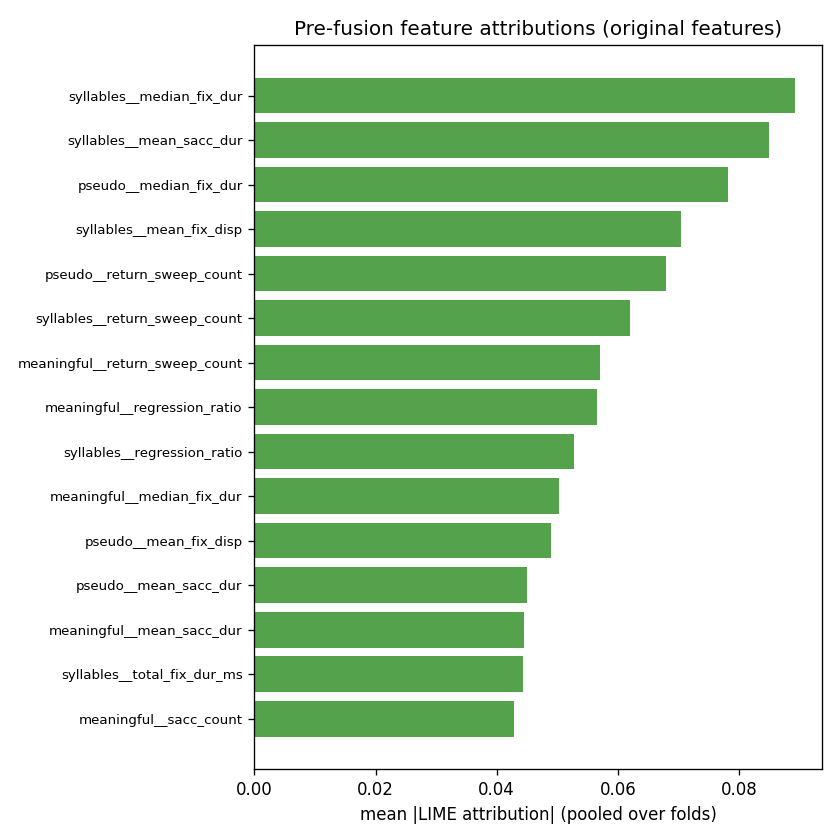 Pre-fusion feature attributions (original features)
syllables__median_fix_dur
syllables__mean_sacc_dur
pseudo__median_fix_dur
syllables__mean_fix_disp
pseudo__return_sweep_count
syllables__return_sweep_count
meaningful__return_sweep_count
meaningful__regression_ratio
syllables__regression_ratio
meaningful__median_fix_dur
pseudo__mean_fix_disp
pseudo__mean_sacc_dur
meaningful__mean_sacc_dur
syllables__total_fix_dur_ms
meaningful__sacc_count
0.00 0.02 0.04 0.06 0.08
mean |LIME attribution| (pooled over folds)